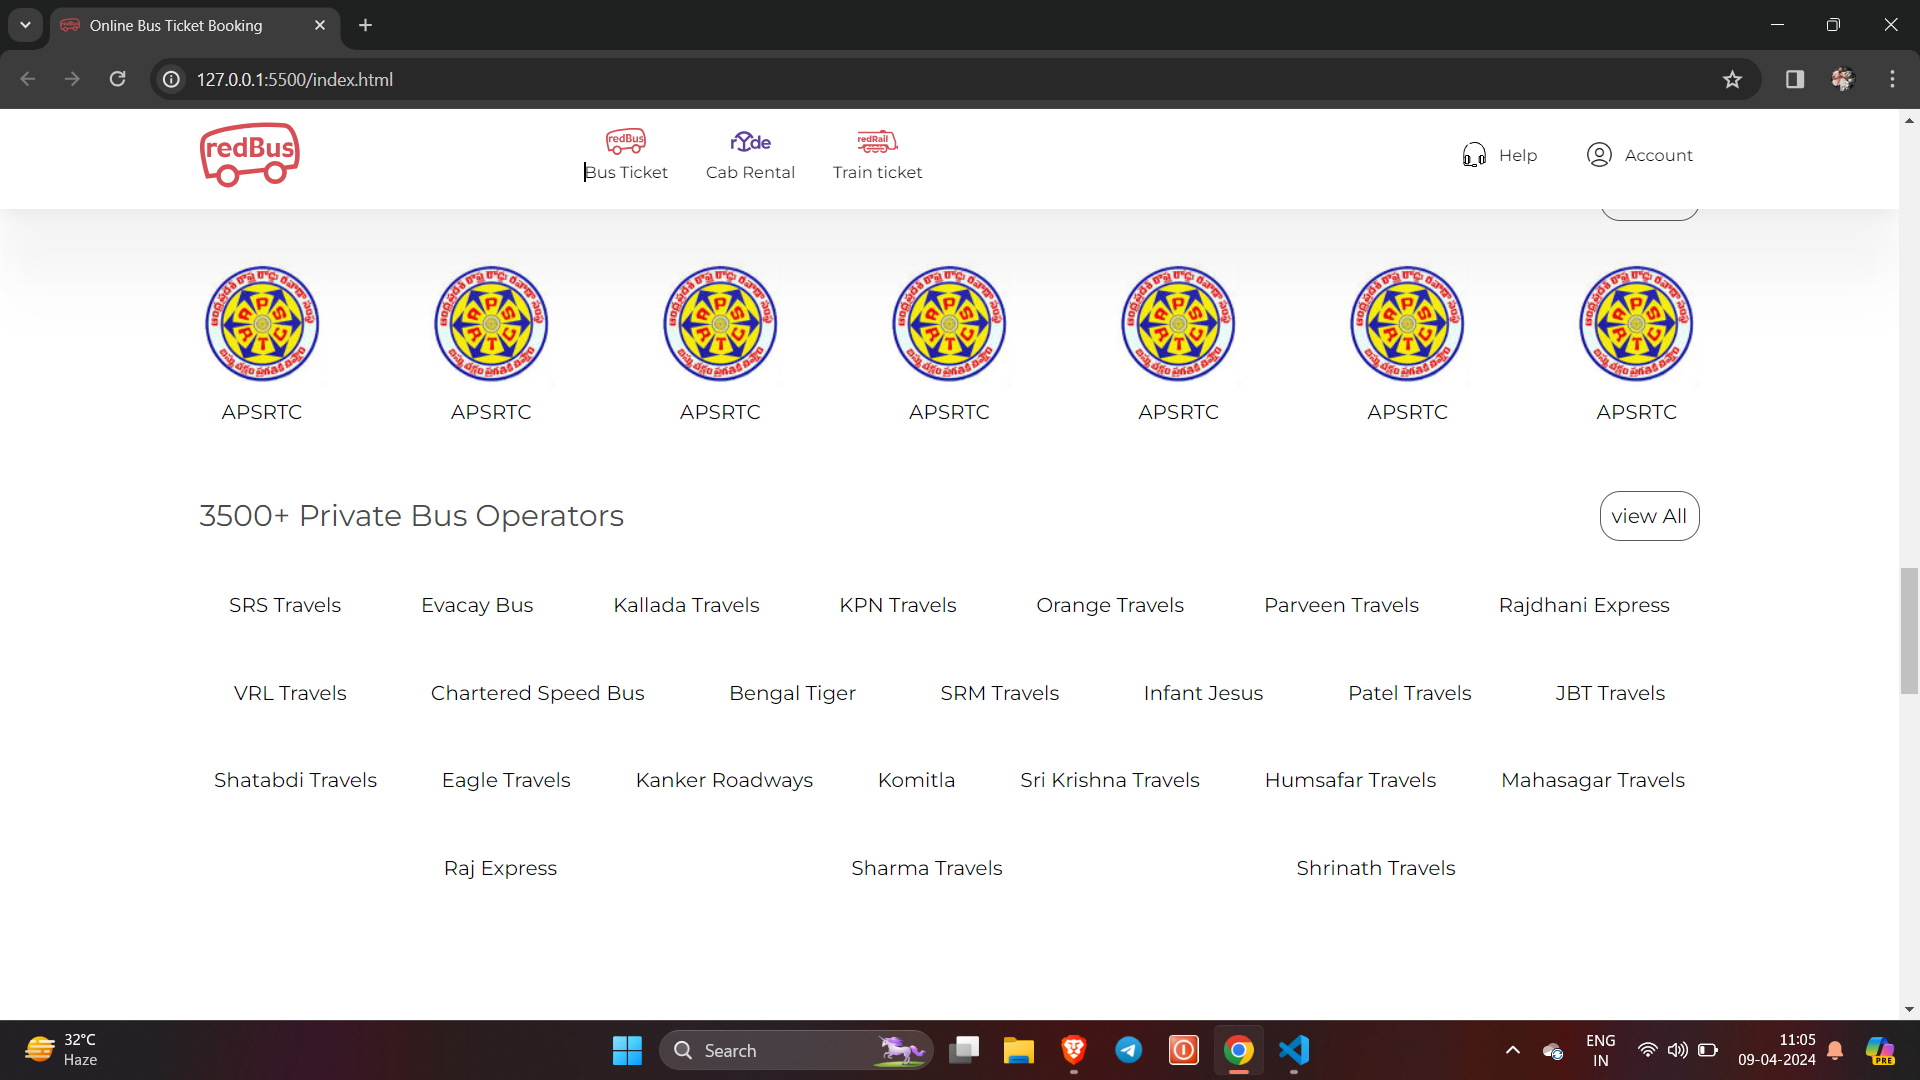 Online Bus Ticket Booking
127.0.0.1:5500/index.html
redBus
redBus
rYde
redRail
Bus Ticket
Cab Rental
Train ticket
Help
Account
APSRTC APSRTC APSRTC APSRTC APSRTC APSRTC APSRTC
3500+ Private Bus Operators
view All
SRS Travels Evacay Bus Kallada Travels KPN Travels Orange Travels Parveen Travels Rajdhani Express
VRL Travels Chartered Speed Bus Bengal Tiger SRM Travels Infant Jesus Patel Travels JBT Travels
Shatabdi Travels Eagle Travels Kanker Roadways Komitla Sri Krishna Travels Humsafar Travels Mahasagar Travels
Raj Express Sharma Travels Shrinath Travels
32°C
Haze
Search
ENG
IN
11:05
09-04-2024
PRE